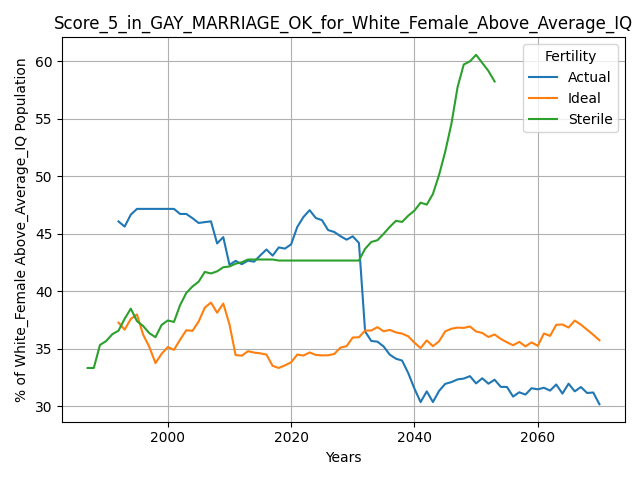 Score_5_in_GAY_MARRIAGE_OK_for_White_Female_Above_Average_IQ
% of White_Female Above_Average_IQ Population
60
55
50
45
40
35
30
Fertility
Actual
Ideal
Sterile
2000
2020
2040
2060
Years